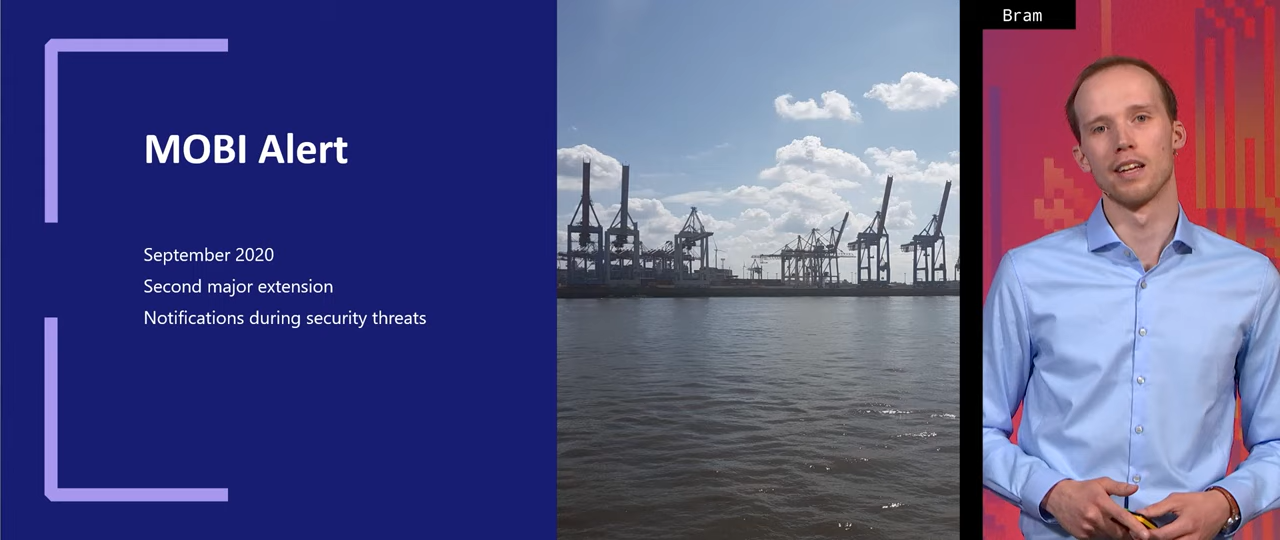 MOBI Alert
September 2020
Second major extension
Notifications during security threats
Bram